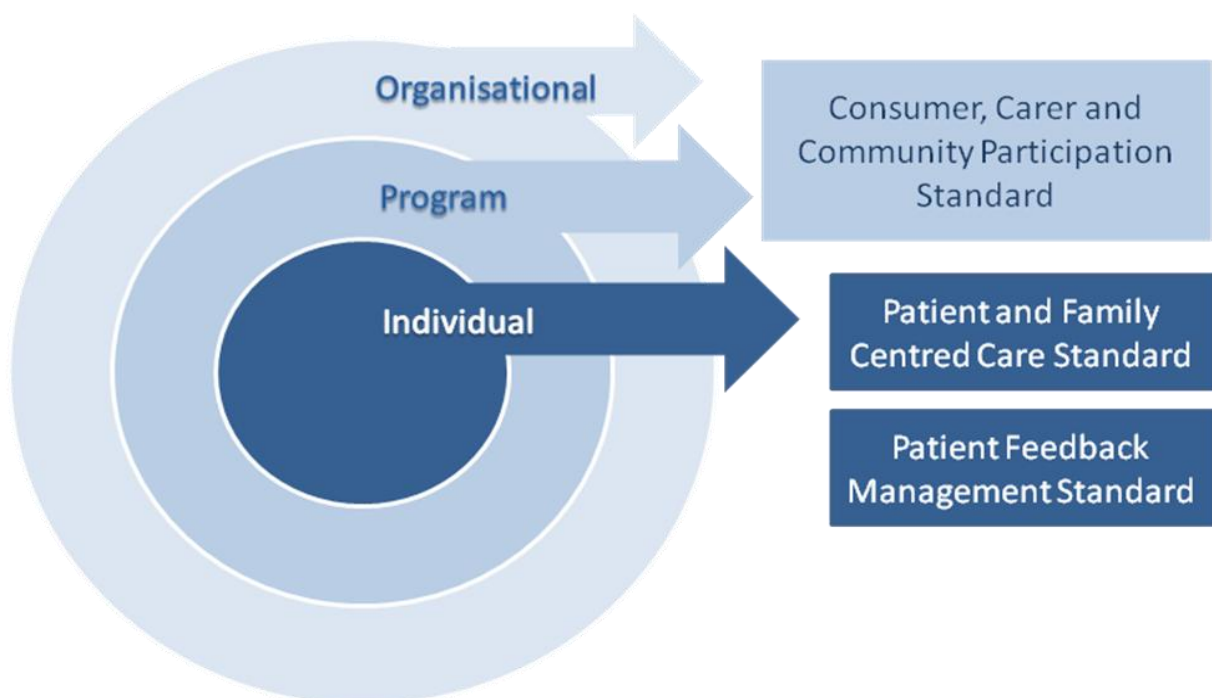 Organisational
Program
Individual
Consumer, Carer and
Community Participation
Standard
Patient and Family
Centred Care Standard
Patient Feedback
Management Standard